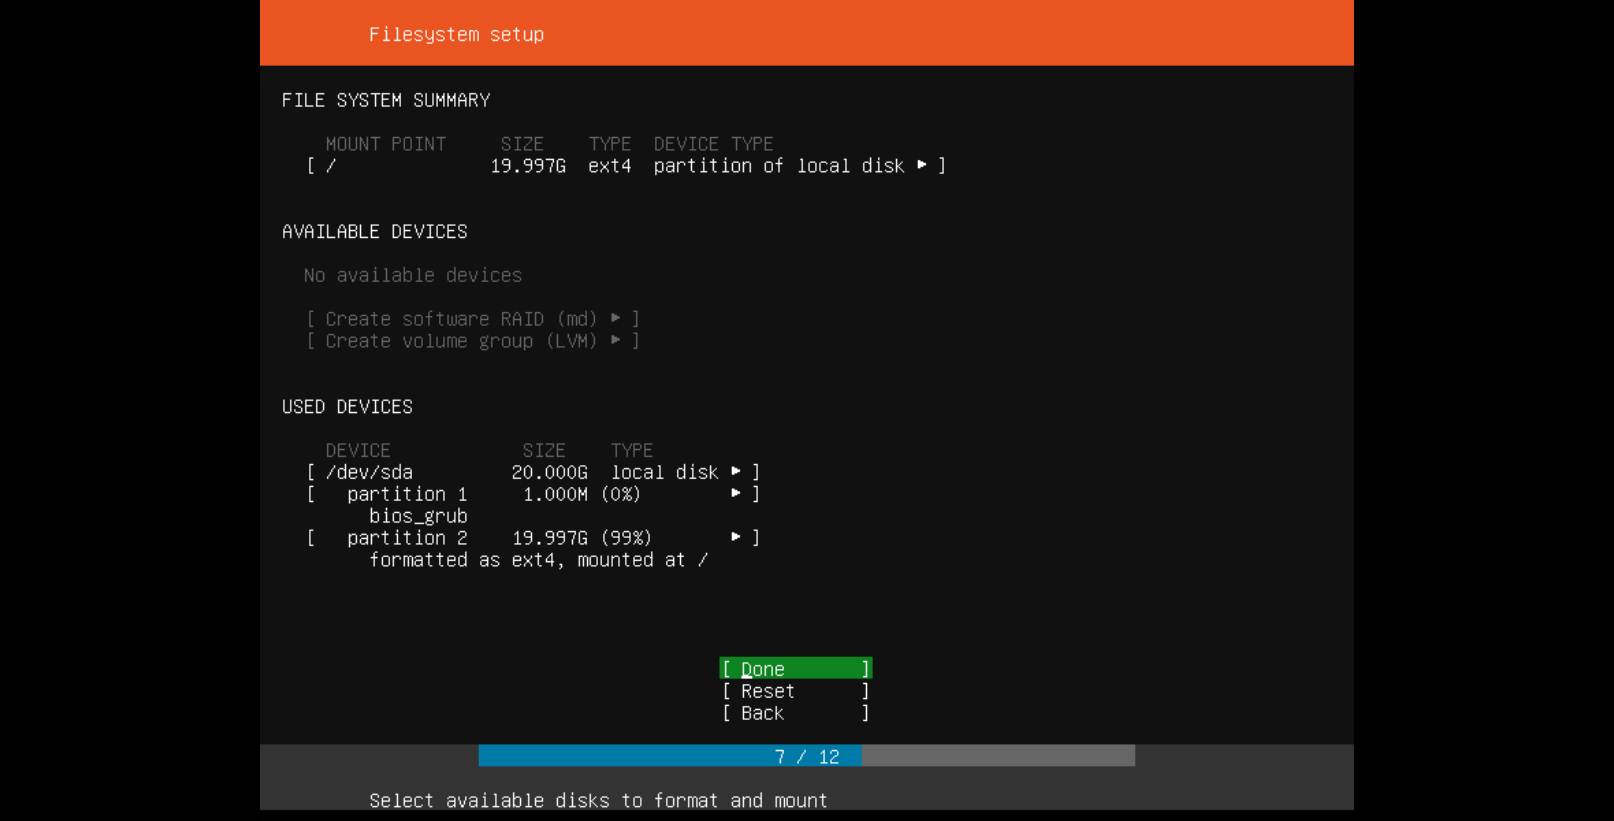 Filesystem setup
FILE SYSTEM SUMMARY
MOUNT POINT SIZE TYPE DEVICE TYPE
[ / 19.997G ext4 partition of local disk ▸ ]
AVAILABLE DEVICES
No available devices
[ Create software RAID (md) ▸ ]
[ Create volume group (LVM) ▸ ]
USED DEVICES
DEVICE SIZE TYPE
[ /dev/sda 20.000G local disk ▸ ]
[ partition 1 1.000M (0%) ▸ ]
bios_grub
[ partition 2 19.997G (99%) ▸ ]
formatted as ext4, mounted at /
[ Done ]
[ Reset ]
[ Back ]
7 / 12
Select available disks to format and mount